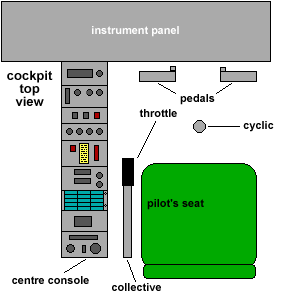 instrument panel
cockpit
top
view
pedals
throttle
cyclic
pilot's seat
centre console
collective